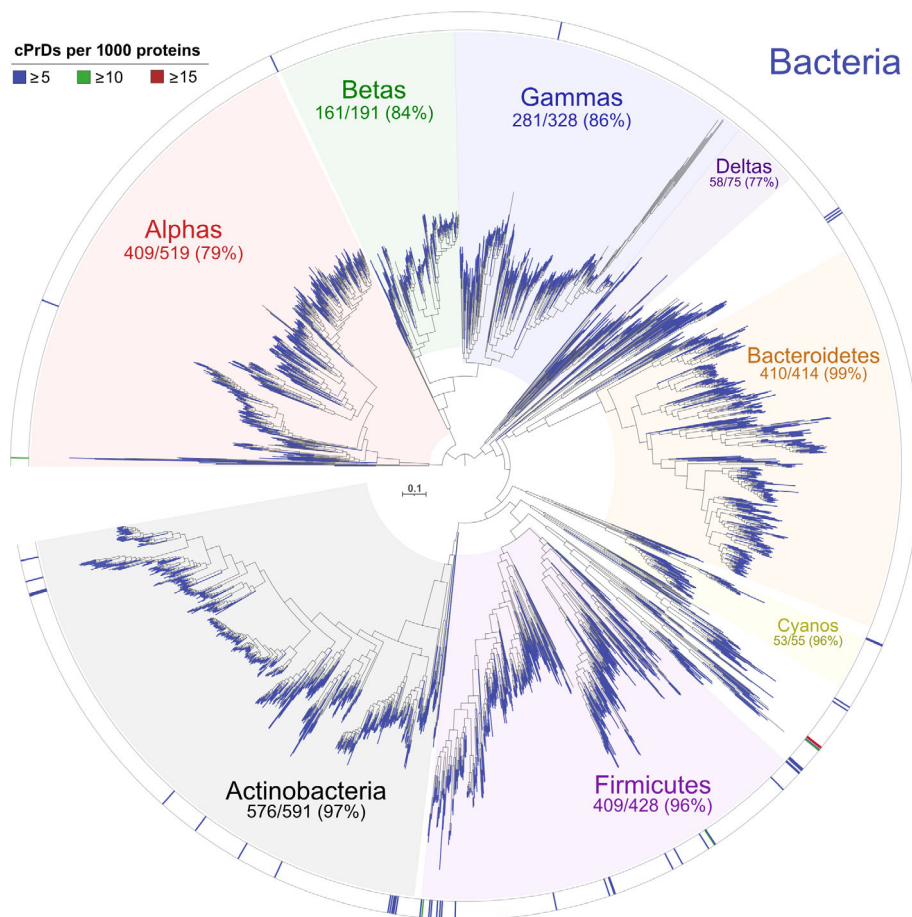 cPrDs per 1000 proteins
≥5 ≥10 ≥15
Bacteria
Betas
161/191 (84%)
Gammas
281/328 (86%)
Deltas
58/75 (77%)
Alphas
409/519 (79%)
Bacteroidetes
410/414 (99%)
0.1
Cyanos
53/55 (96%)
Actinobacteria
576/591 (97%)
Firmicutes
409/428 (96%)